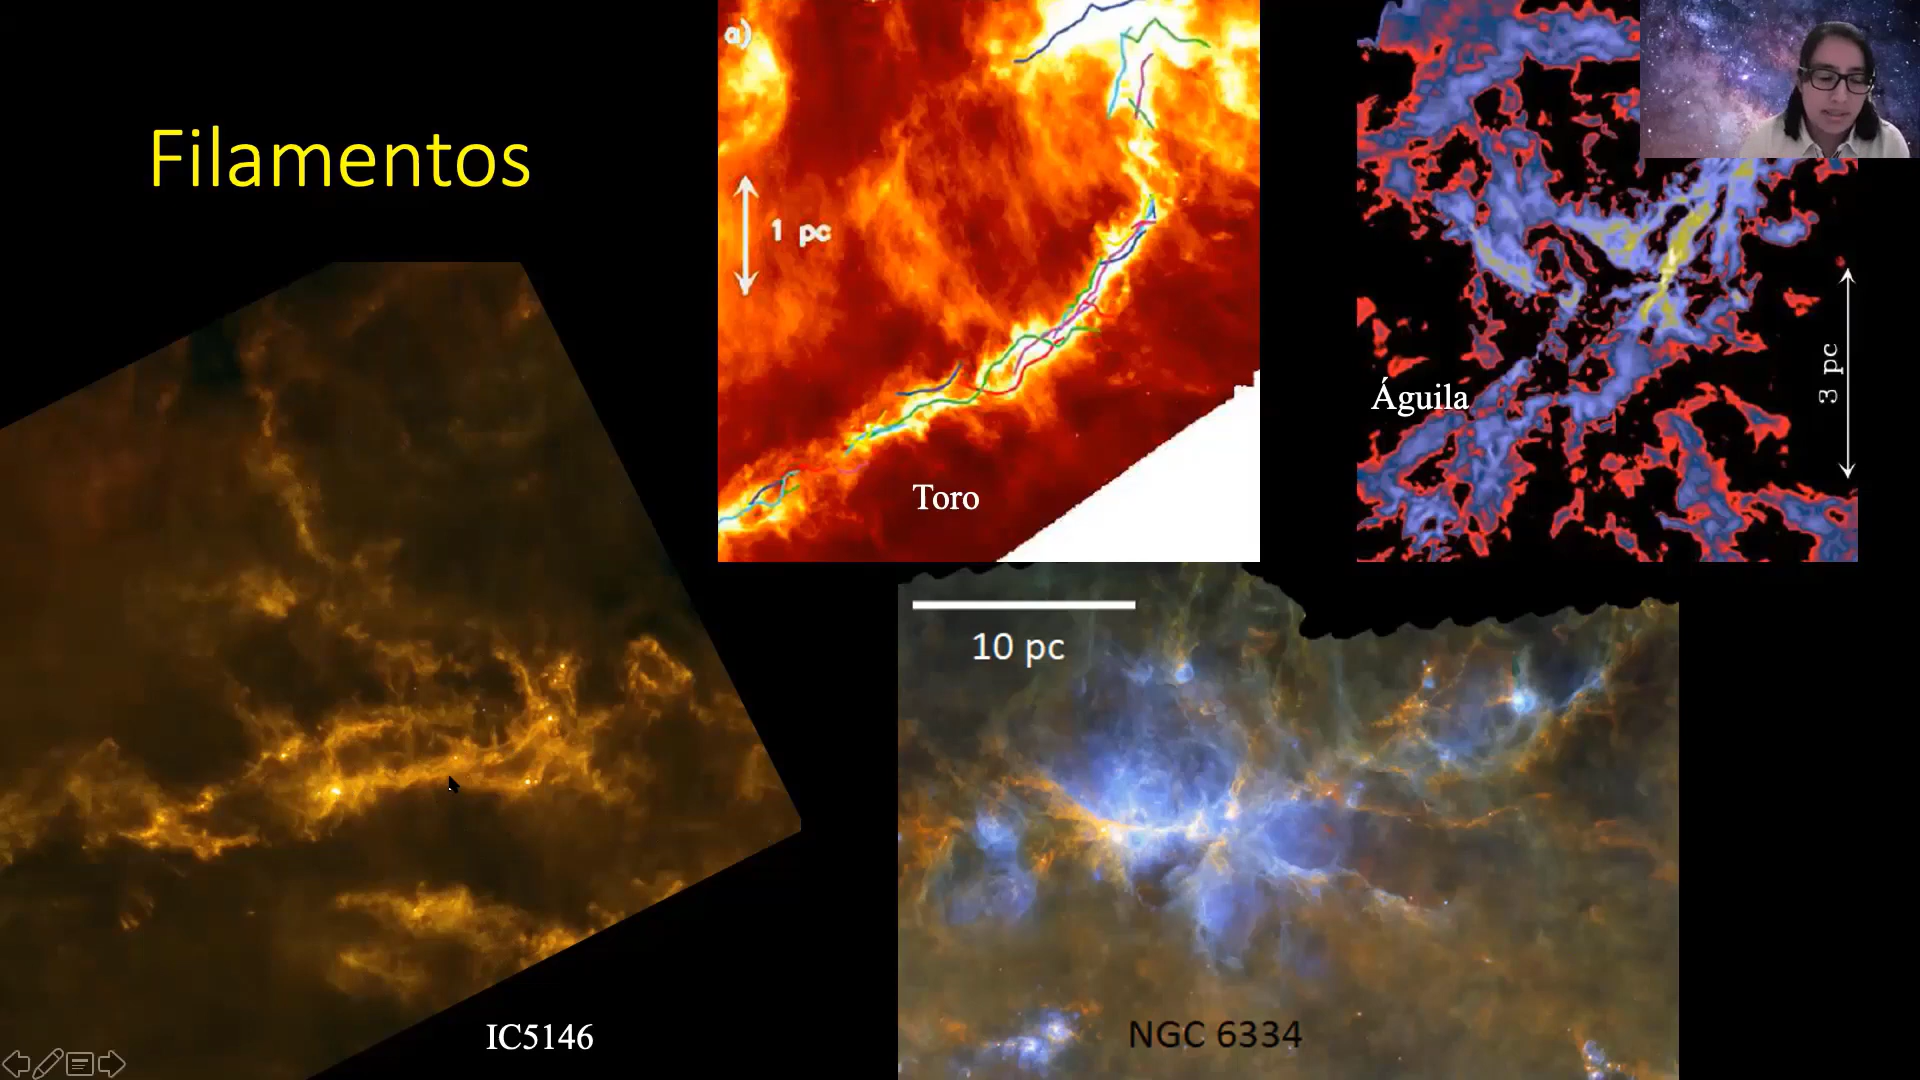 Filamentos
a)
1 pc
Toro
Águila
3 pc
10 pc
IC5146
NGC 6334